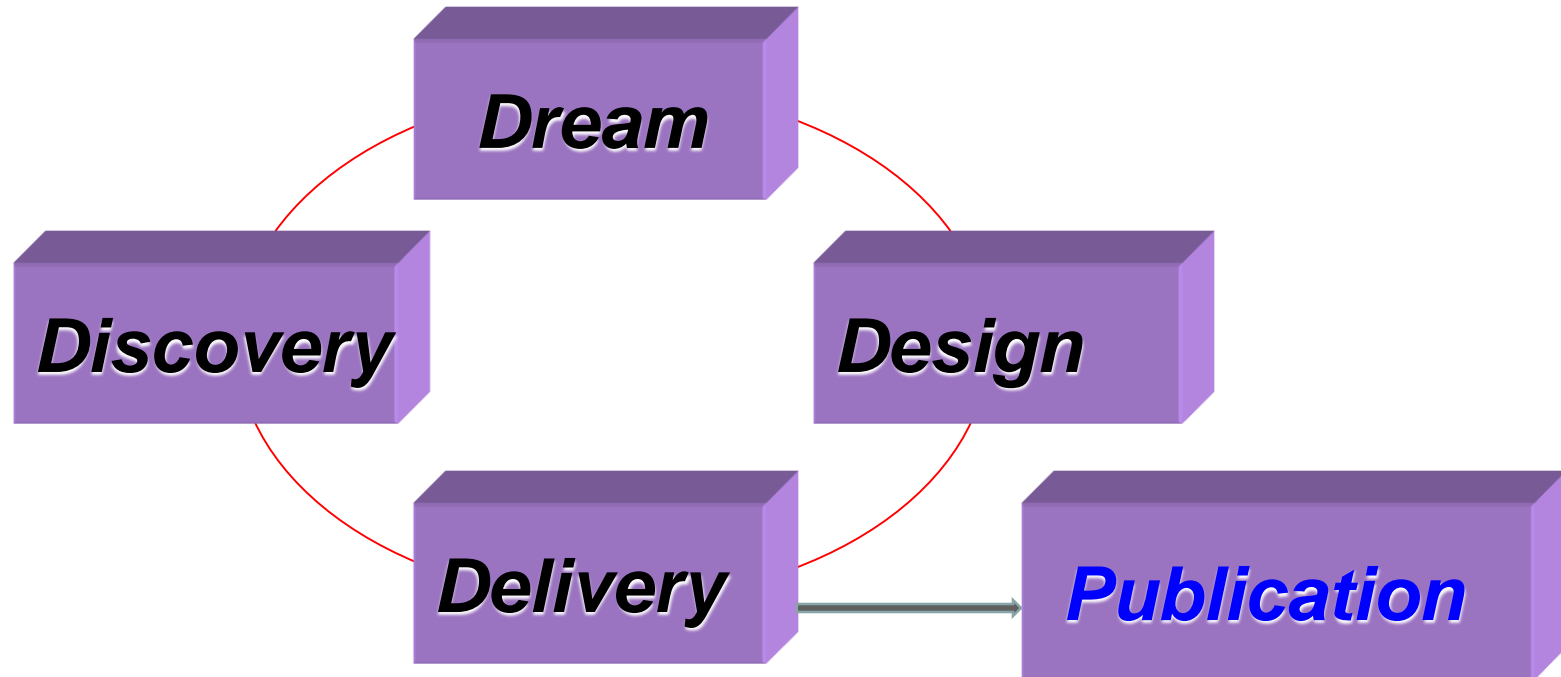 Dream
Discovery
Design
Delivery
Publication